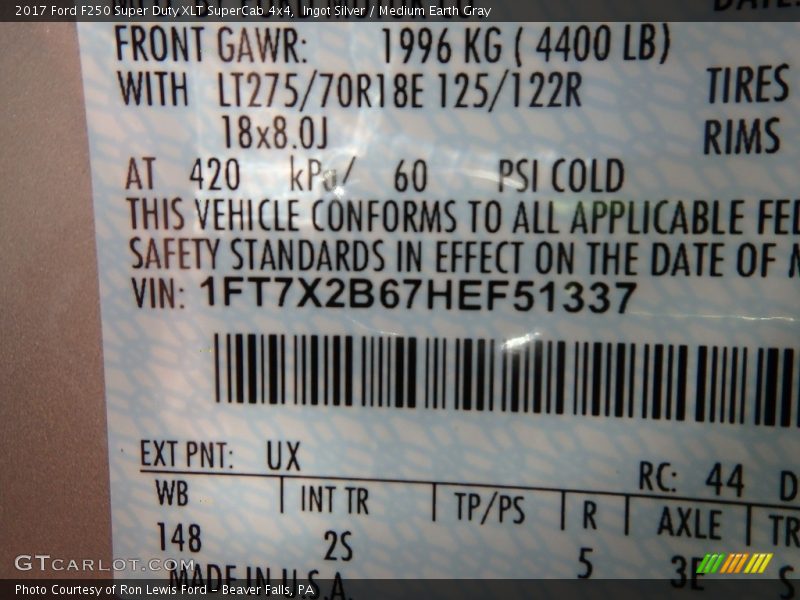 2017 Ford F250 Super Duty XLT SuperCab 4x4, Ingot Silver / Medium Earth Gray
FRONT GAWR: 1996 KG ( 4400 LB)
WITH LT275/70R18E 125/122R TIRES
18x8.0J RIMS
AT 420 kPa/ 60 PSI COLD
THIS VEHICLE CONFORMS TO ALL APPLICABLE FE
SAFETY STANDARDS IN EFFECT ON THE DATE OF
VIN: 1FT7X2B67HEF51337
EXT PNT: UX RC: 44 D
WB INT TR TP/PS R AXLE TR
148 2S 5 3E S
MADE IN U.S.A.
GTcarlot.com
Photo Courtesy of Ron Lewis Ford - Beaver Falls, PA